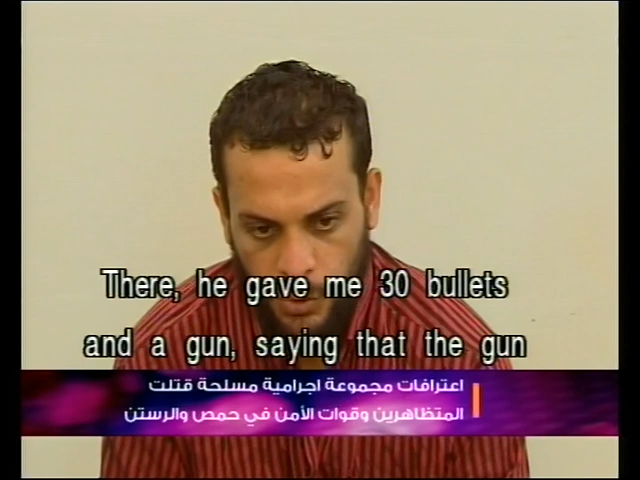 There, he gave me 30 bullets
and a gun, saying that the gun
اعترافات مجموعة اجرامية مسلحة قتلت
المتظاهرين وقوات الأمن في حمص والرستن